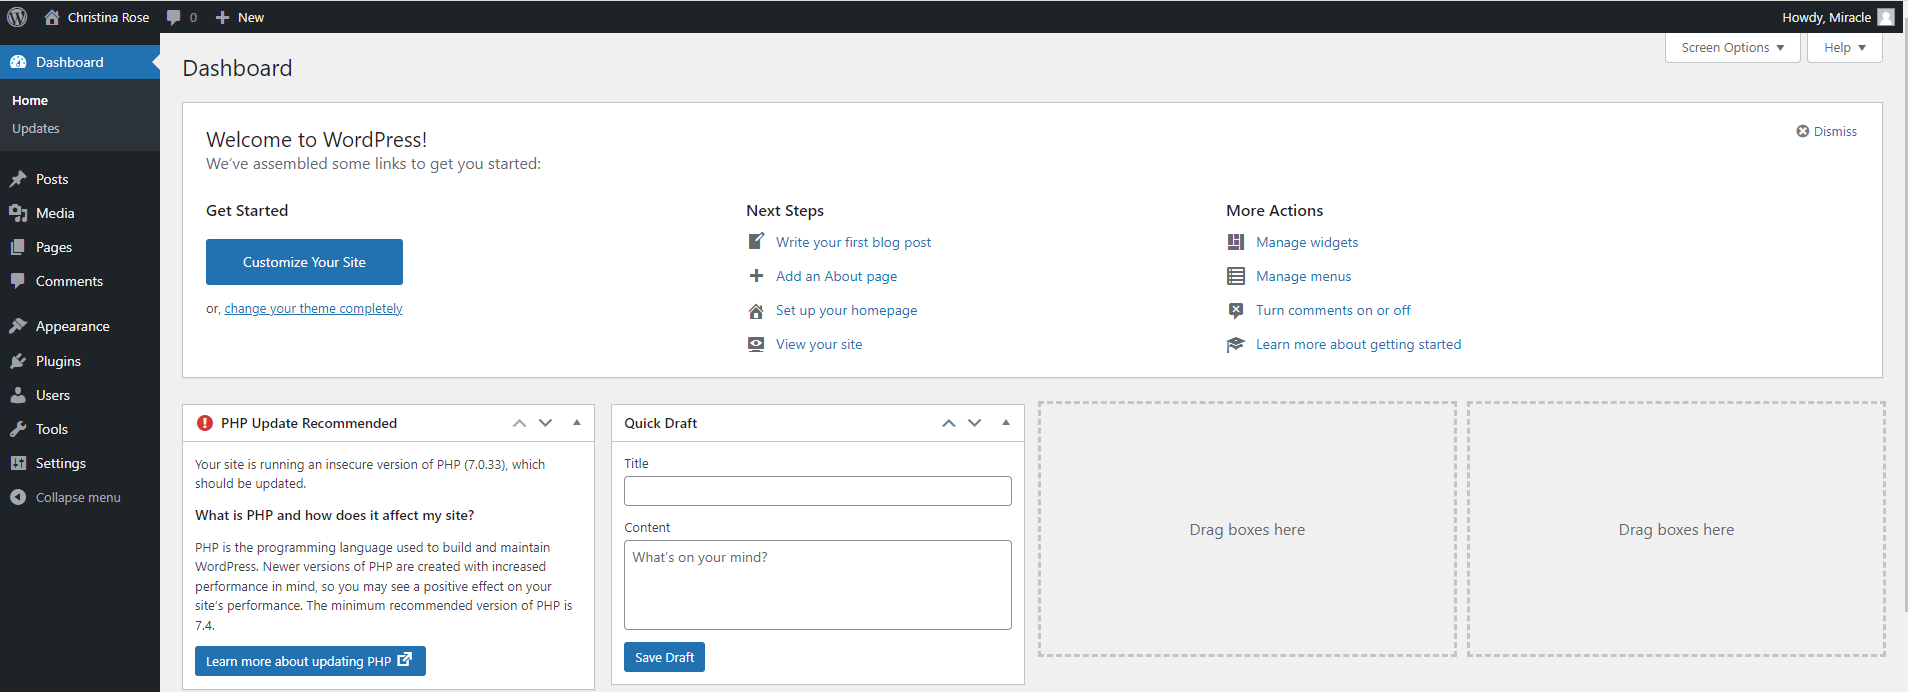 Christina Rose 0 New Howdy, Miracle
Dashboard
Home
Updates
Posts
Media
Pages
Comments
Appearance
Plugins
Users
Tools
Settings
Collapse menu
Screen Options Help
Dashboard
Welcome to WordPress!
We've assembled some links to get you started:
Dismiss
Get Started
Customize Your Site
or, change your theme completely
Next Steps
Write your first blog post
Add an About page
Set up your homepage
View your site
More Actions
Manage widgets
Manage menus
Turn comments on or off
Learn more about getting started
PHP Update Recommended
Your site is running an insecure version of PHP (7.0.33), which
should be updated.
What is PHP and how does it affect my site?
PHP is the programming language used to build and maintain
WordPress. Newer versions of PHP are created with increased
performance in mind, so you may see a positive effect on your
site's performance. The minimum recommended version of PHP is
7.4.
Learn more about updating PHP
Quick Draft
Title
Content
What's on your mind?
Save Draft
Drag boxes here
Drag boxes here